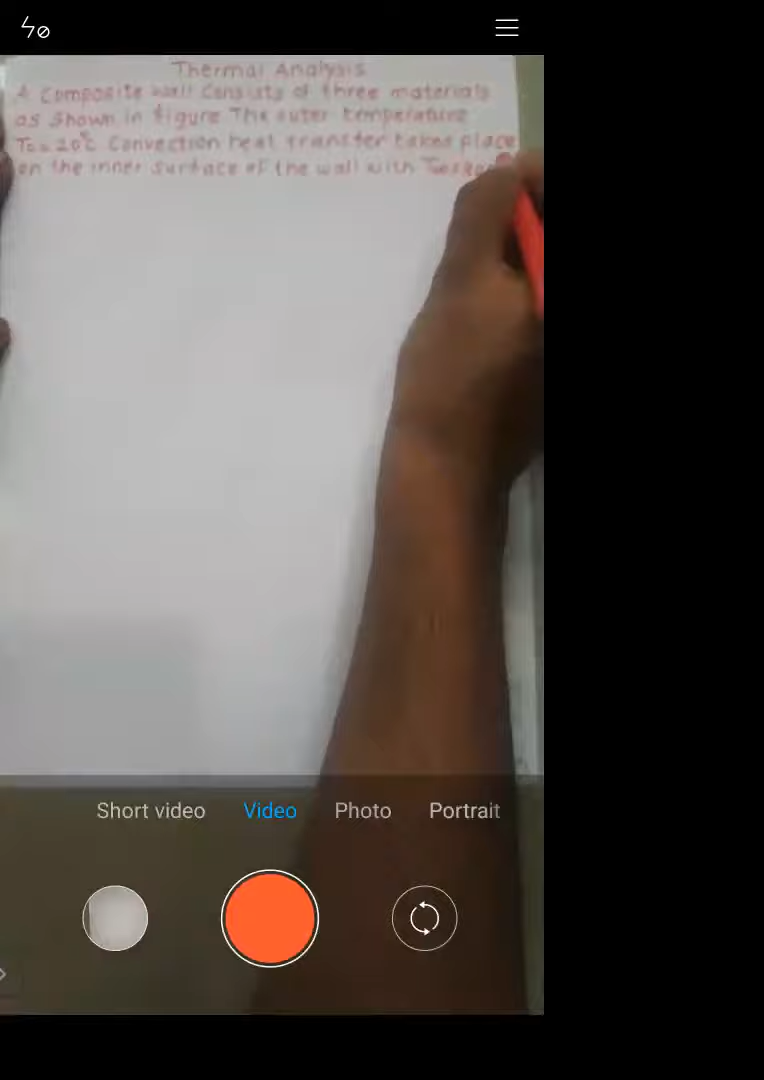 Thermal Analysis
A Composite wall Consists of three materials
as Shown in figure The outer temperature
T0 = 20°C Convection heat transfer takes place
on the inner surface of the wall with
Short video Video Photo Portrait